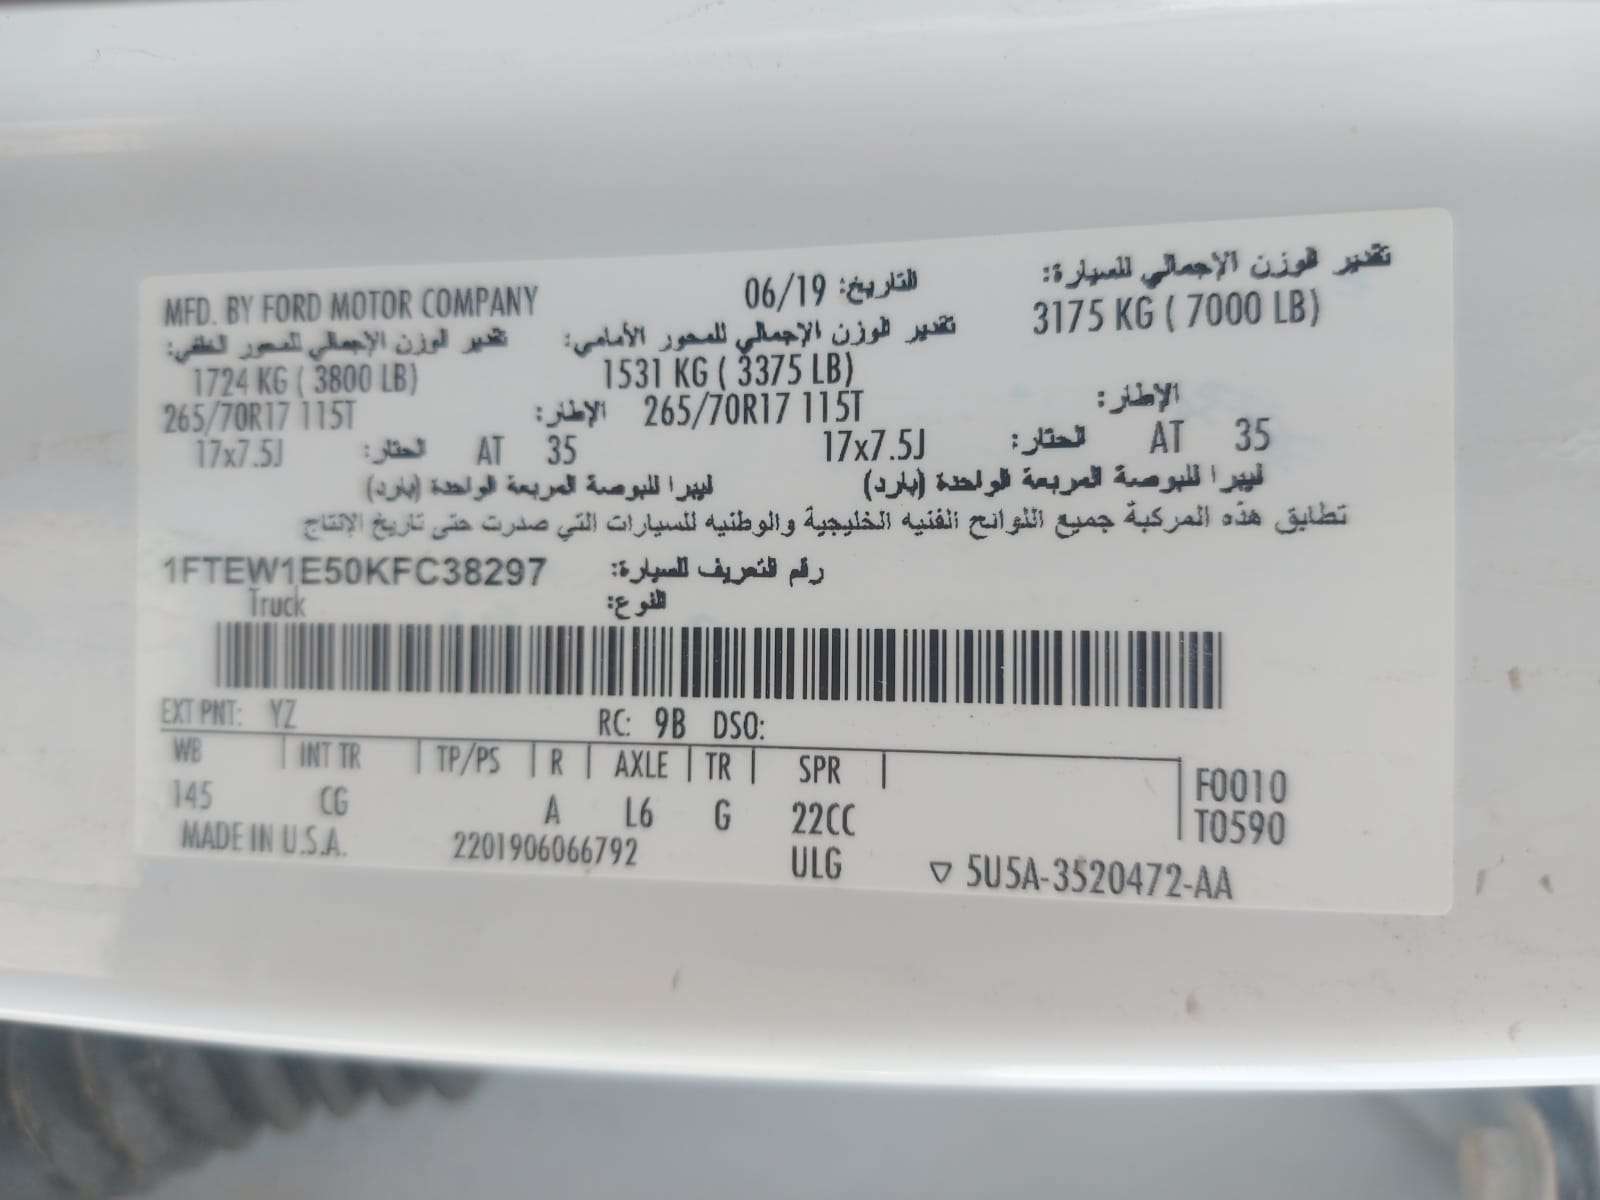 MFD. BY FORD MOTOR COMPANY 06/19 التاريخ: تقدير الوزن الإجمالي للسيارة:
3175 KG ( 7000 LB)
تقدير الوزن الإجمالي للمحور الخلفي: تقدير الوزن الإجمالي للمحور الأمامي:
1724 KG ( 3800 LB) 1531 KG ( 3375 LB)
265/70R17 115T الإطار: 265/70R17 115T الإطار:
17x7.5J الحتار: AT 35 17x7.5J الحتار: AT 35
ليبرا للبوصة المربعة الواحدة (بارد) ليبرا للبوصة المربعة الواحدة (بارد)
تطابق هذه المركبة جميع اللوائح الفنيه الخليجية والوطنيه للسيارات التي صدرت حتى تاريخ الإنتاج
1FTEW1E50KFC38297 رقم التعريف للسيارة:
Truck النوع:
EXT PNT: YZ RC: 9B DSO:
WB | INT TR | TP/PS | R | AXLE | TR | SPR |
145 CG A L6 G 22CC
F0010
T0590
MADE IN U.S.A. 2201906066792 ULG ▽ 5U5A-3520472-AA